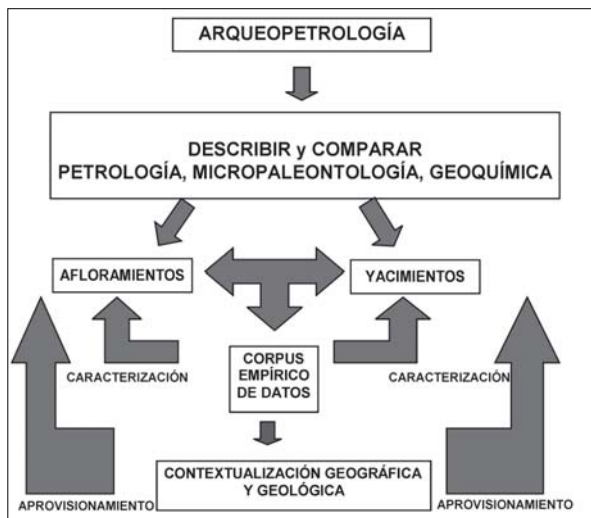 ARQUEOPETROLOGÍA
DESCRIBIR y COMPARAR
PETROLOGÍA, MICROPALEONTOLOGÍA, GEOQUÍMICA
AFLORAMIENTOS
YACIMIENTOS
CARACTERIZACIÓN
CORPUS
EMPÍRICO
DE DATOS
CARACTERIZACIÓN
CONTEXTUALIZACIÓN GEOGRÁFICA
Y GEOLÓGICA
APROVISIONAMIENTO
APROVISIONAMIENTO